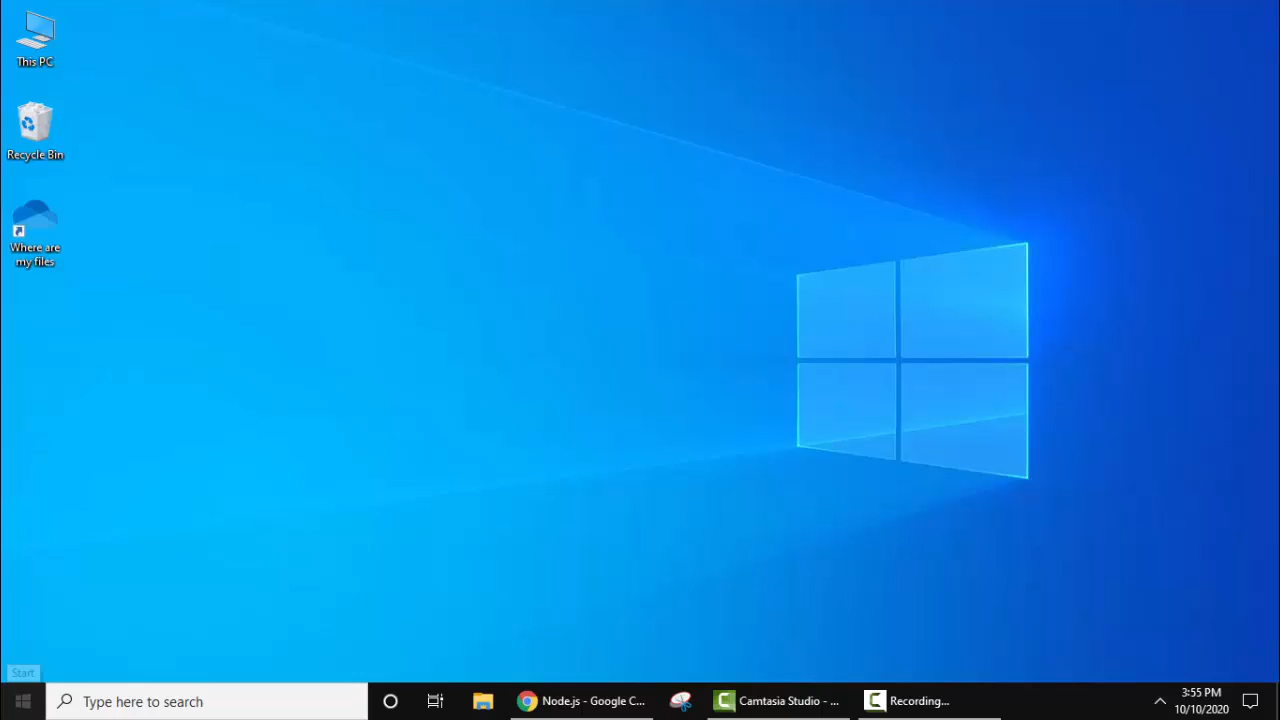 This PC
Recycle Bin
Where are
my files
Start
Type here to search
Node.js - Google C...
Camtasia Studio - ...
Recording...
3:55 PM
10/10/2020